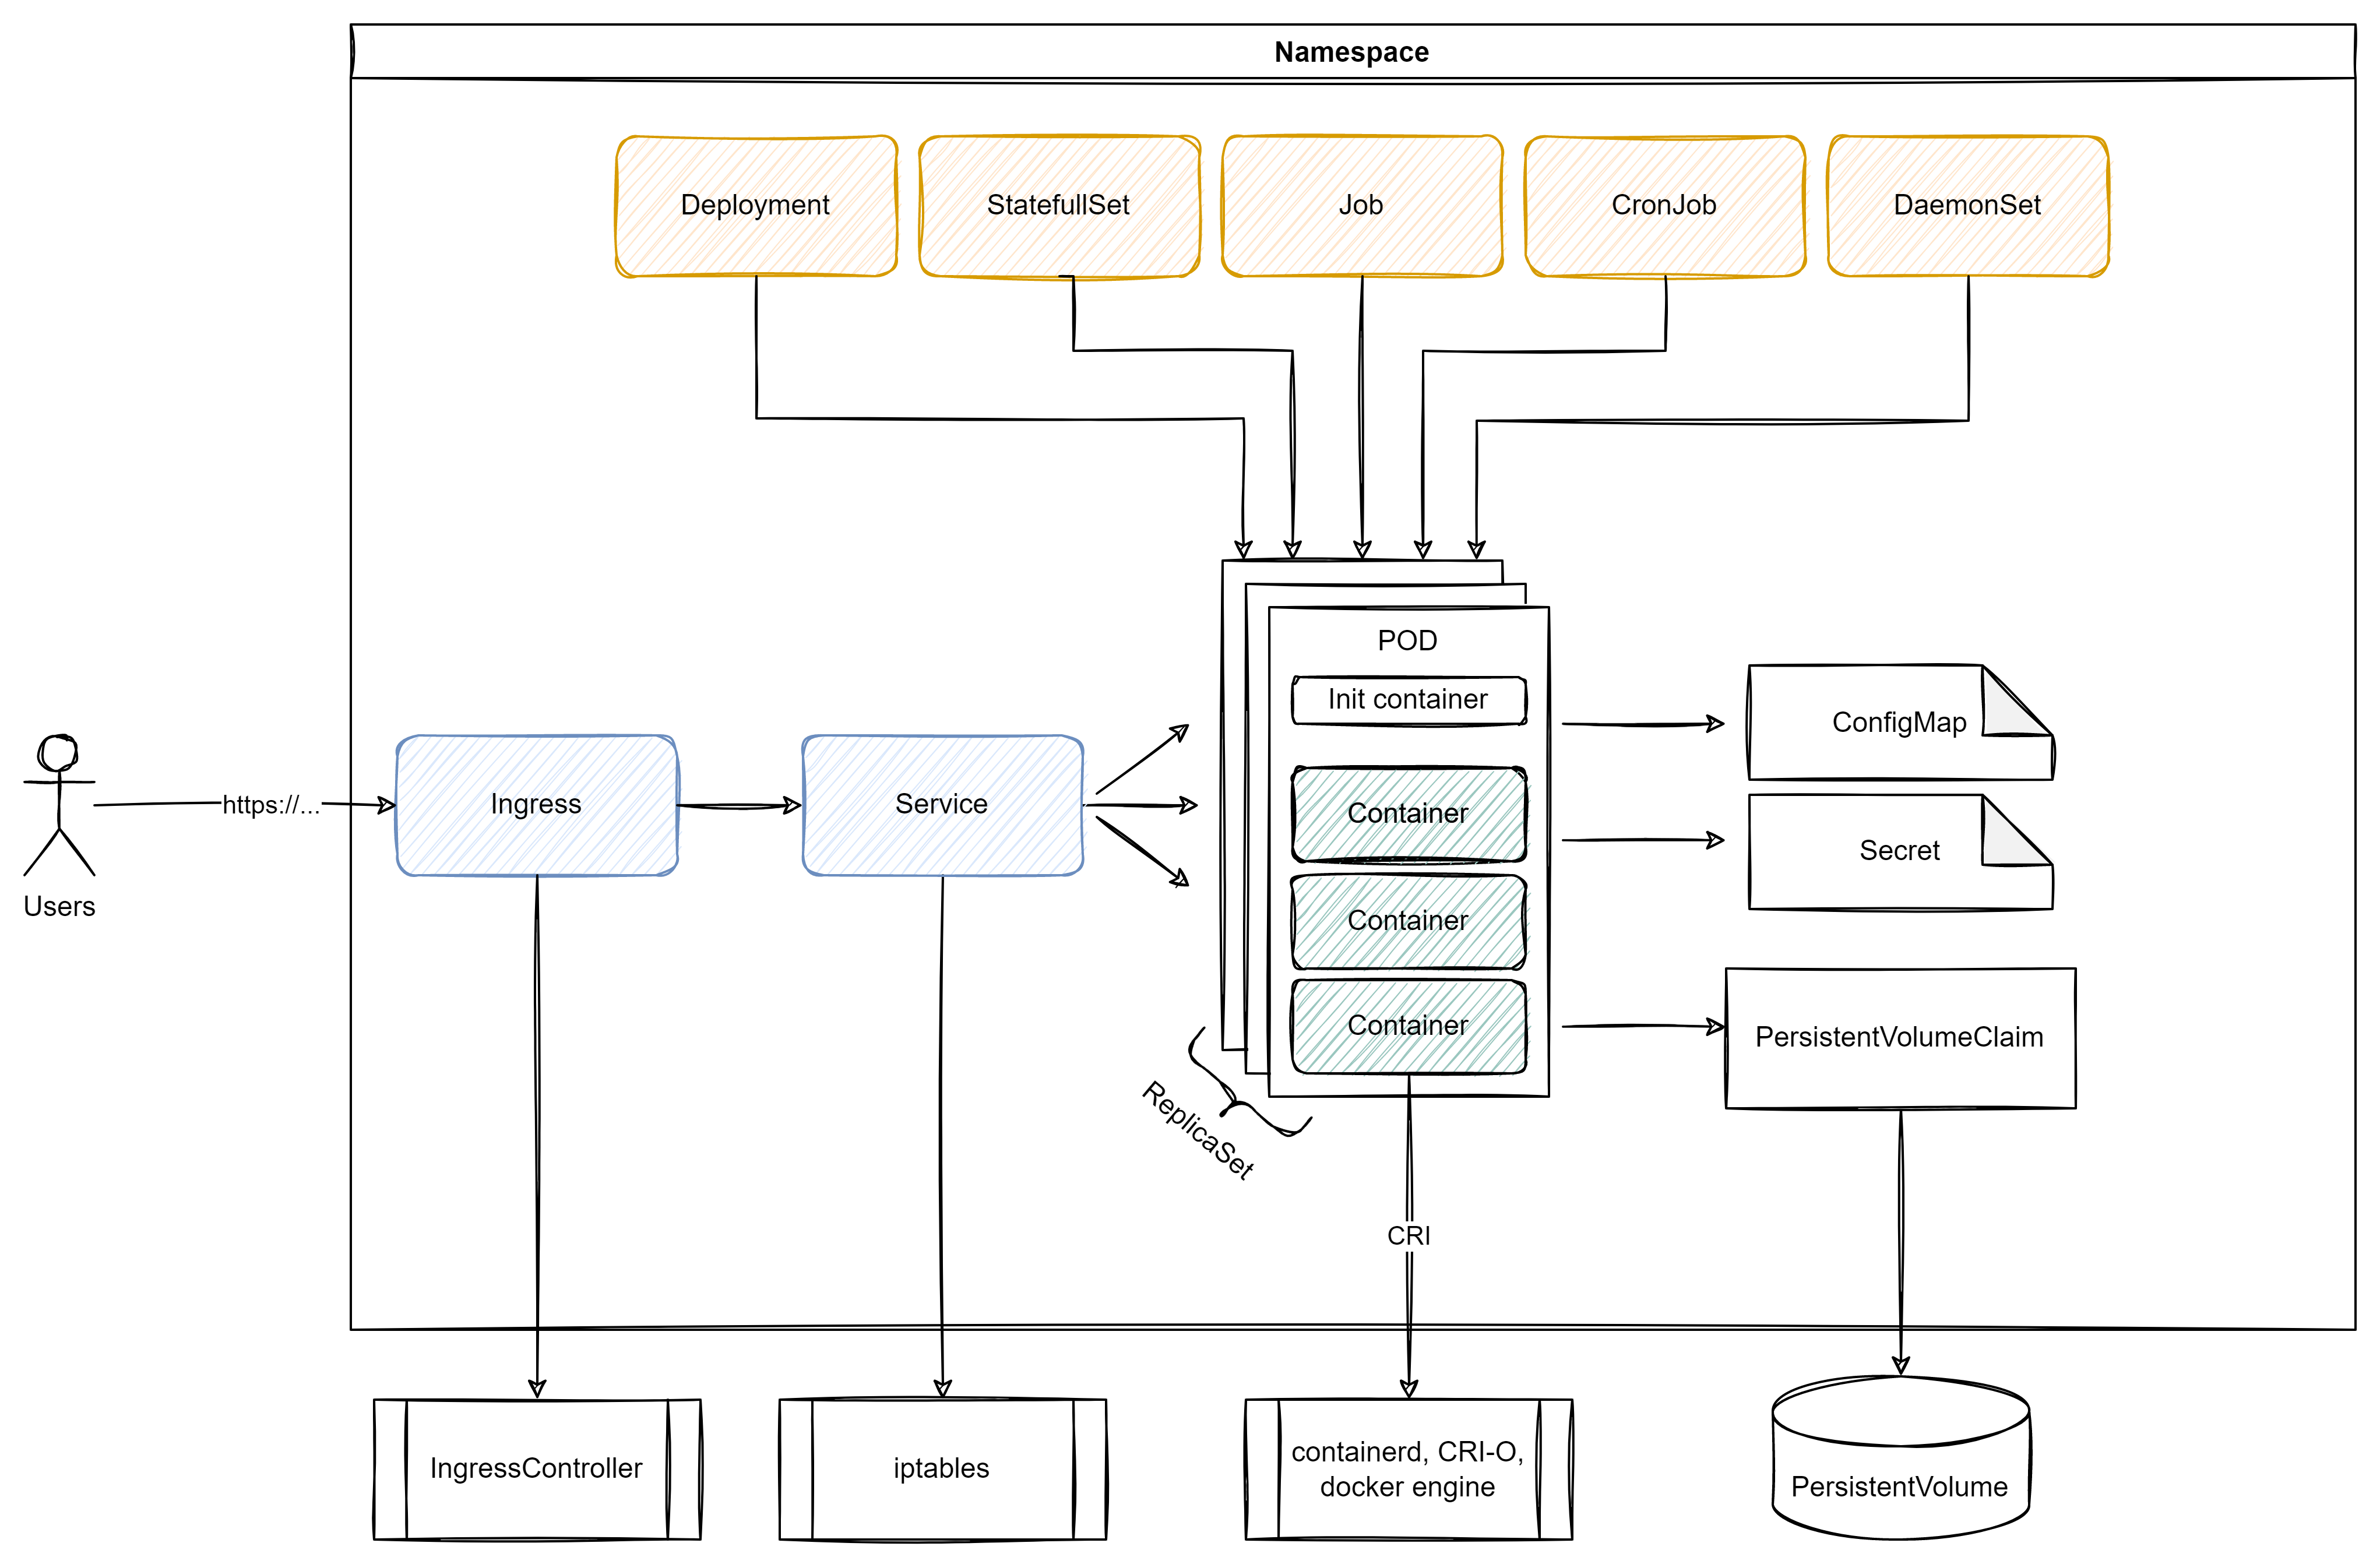 Namespace
Deployment
StatefullSet
Job
CronJob
DaemonSet
POD
Init container
Container
Container
Container
ConfigMap
Secret
PersistentVolumeClaim
https://...
Ingress
Service
Users
ReplicaSet
CRI
IngressController
iptables
containerd, CRI-O,
docker engine
PersistentVolume